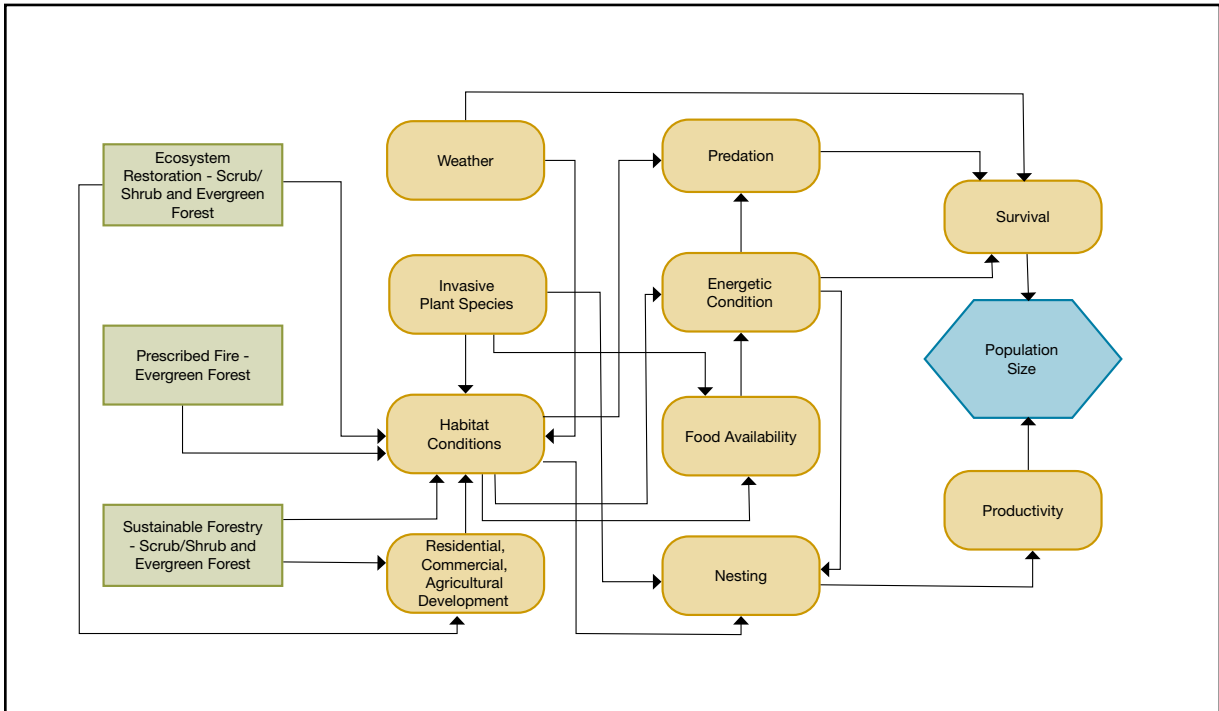 Ecosystem
Restoration - Scrub/
Shrub and Evergreen
Forest
Prescribed Fire -
Evergreen Forest
Sustainable Forestry
- Scrub/Shrub and
Evergreen Forest
Weather
Invasive
Plant Species
Habitat
Conditions
Residential,
Commercial,
Agricultural
Development
Predation
Energetic
Condition
Food Availability
Nesting
Survival
Population
Size
Productivity